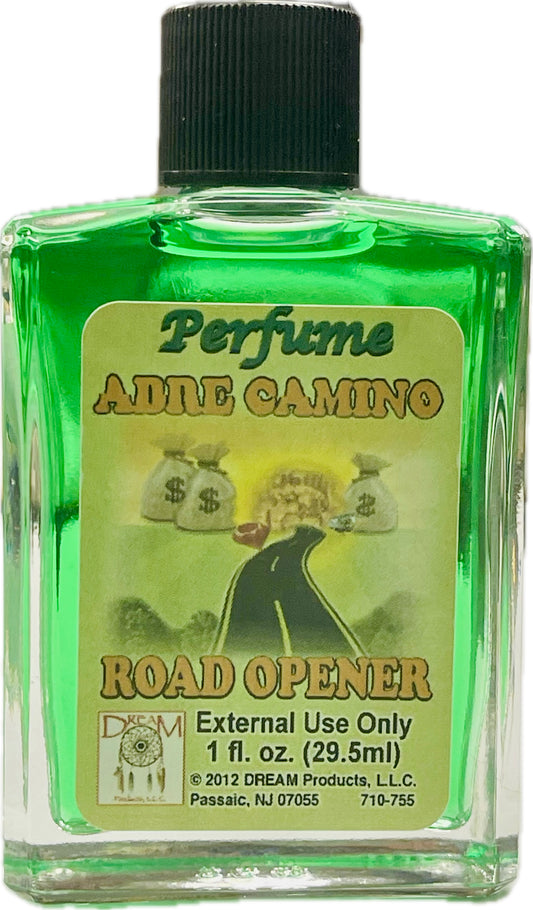 Perfume
ADRE CAMINO
$ $ $
ROAD OPENER
DREAM
External Use Only
1 fl. oz. (29.5ml)
© 2012 DREAM Products, L.L.C.
Passaic, NJ 07055 710-755